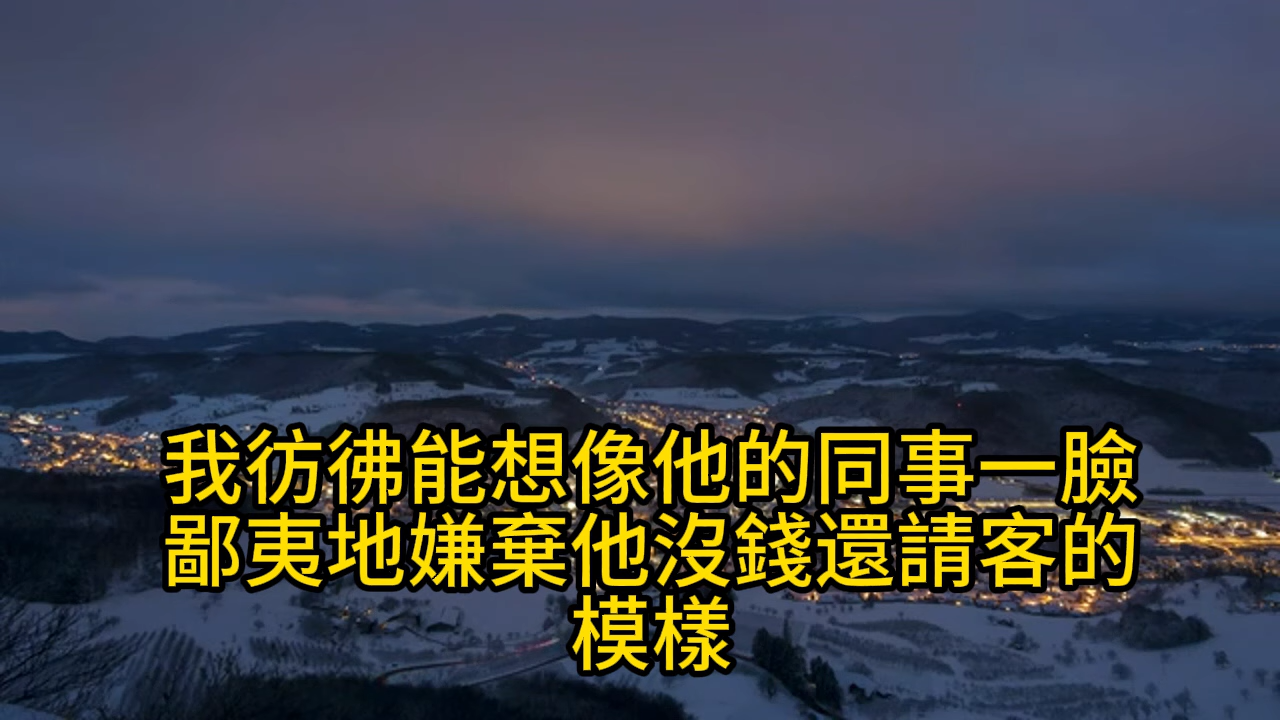 我彷彿能想像他的同事一臉
鄙夷地嫌棄他沒錢還請客的
模樣